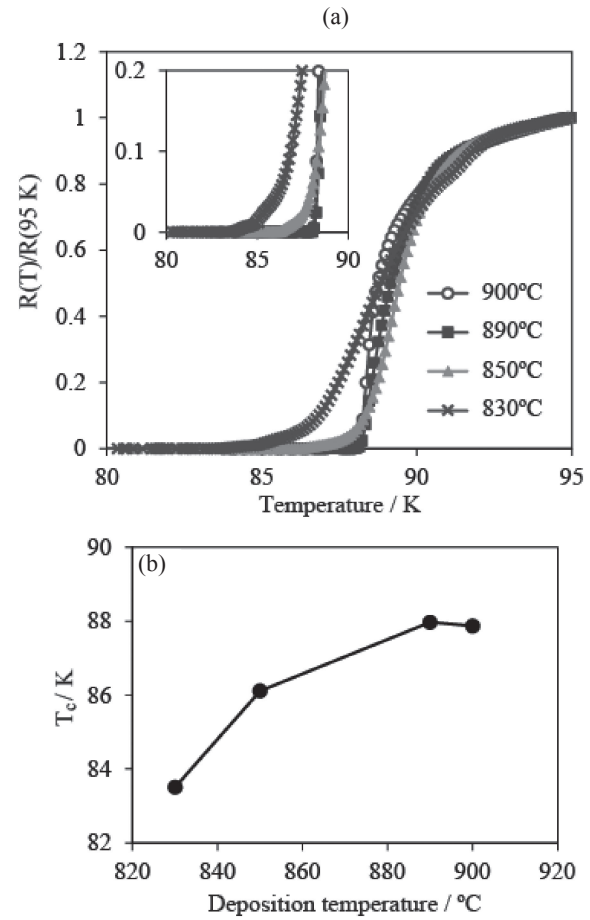 (a)
1.2
1
0.8
0.6
0.4
0.2
0
R(T)/R(95 K)
0.2
0.1
0
80 85 90
900ºC
890ºC
850ºC
830ºC
80 85 90 95
Temperature / K
(b)
90
88
86
84
82
T_c / K
820 840 860 880 900 920
Deposition temperature / ºC